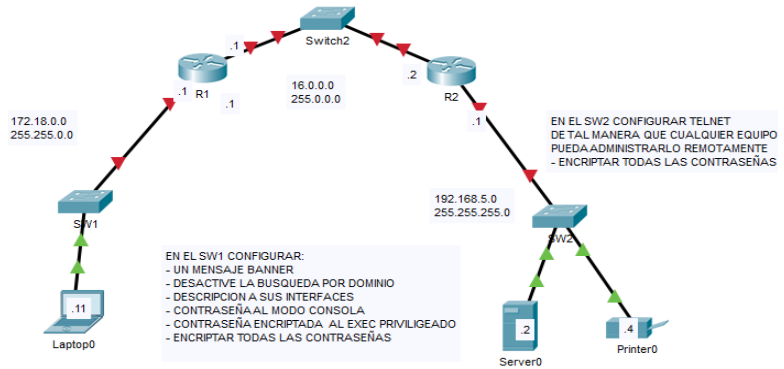 Switch2
.1
R1
.1
.1
16.0.0.0
255.0.0.0
.2
R2
.1
172.18.0.0
255.255.0.0
EN EL SW2 CONFIGURAR TELNET
DE TAL MANERA QUE CUALQUIER EQUIPO
PUEDA ADMINISTRARLO REMOTAMENTE
- ENCRIPTAR TODAS LAS CONTRASEÑAS
192.168.5.0
255.255.255.0
SW1
SW2
EN EL SW1 CONFIGURAR:
- UN MENSAJE BANNER
- DESACTIVE LA BUSQUEDA POR DOMINIO
- DESCRIPCION A SUS INTERFACES
- CONTRASEÑA AL MODO CONSOLA
- CONTRASEÑA ENCRIPTADA AL EXEC PRIVILIGEADO
- ENCRIPTAR TODAS LAS CONTRASEÑAS
.11
Laptop0
.2
Server0
.4
Printer0